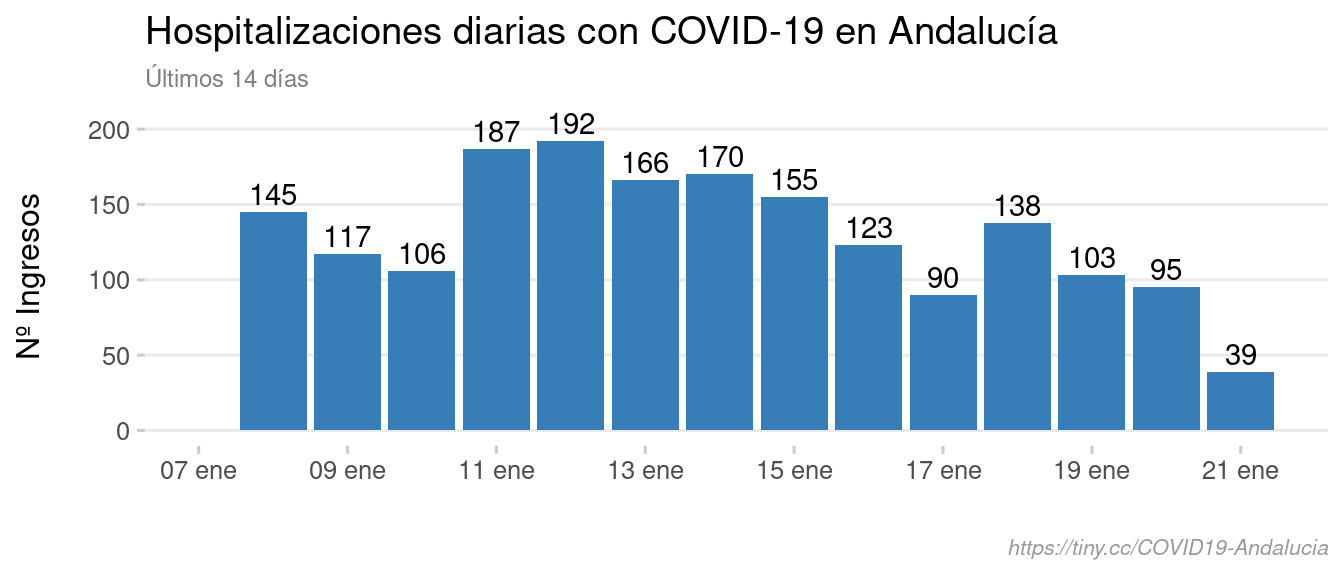 Hospitalizaciones diarias con COVID-19 en Andalucía
Últimos 14 días
Nº Ingresos
200
150
100
50
0
145
117
106
187
192
166
170
155
123
90
138
103
95
39
07 ene
09 ene
11 ene
13 ene
15 ene
17 ene
19 ene
21 ene
https://tiny.cc/COVID19-Andalucia